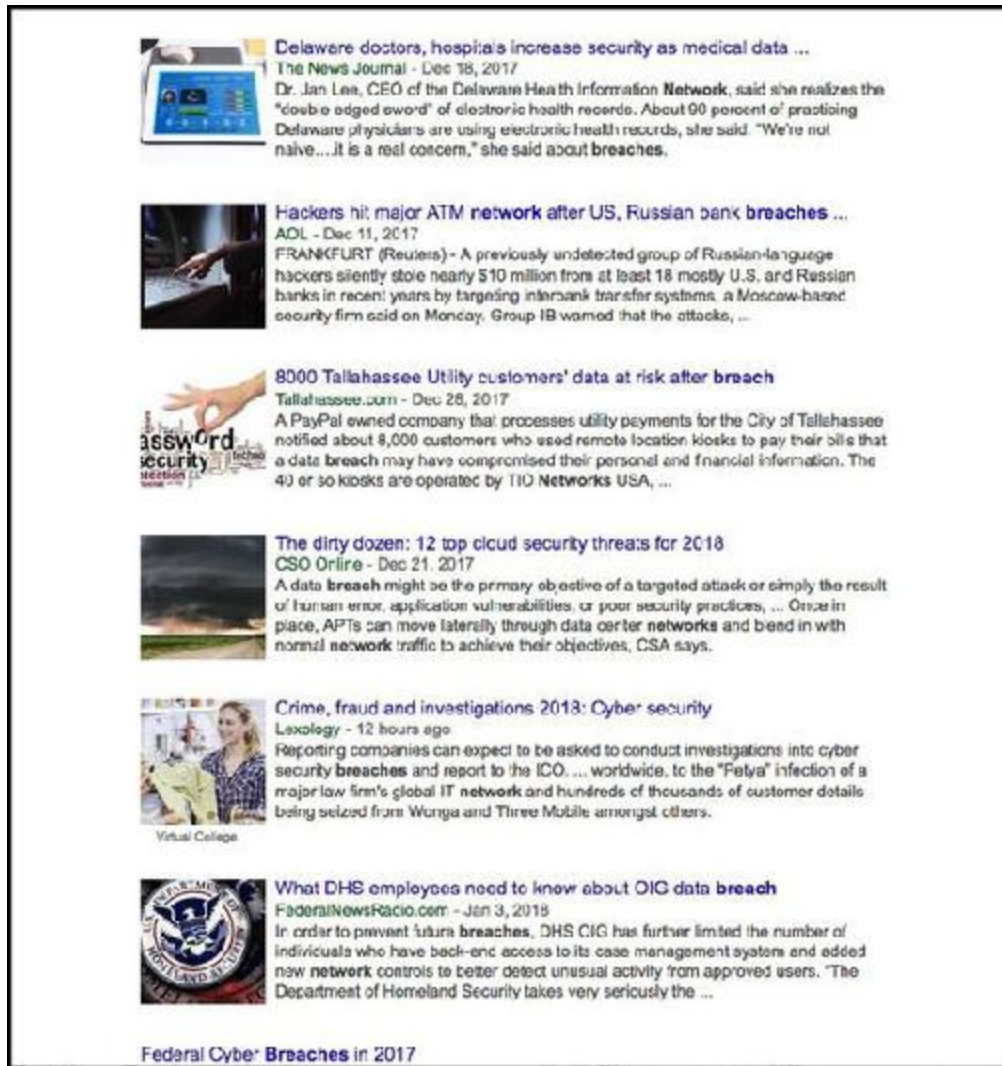 Delaware doctors, hospitals increase security as medical data ...
The News Journal - Dec 18, 2017
Dr. Jan Lee, CEO of the Delaware Health Information Network, said she realizes the
"double edged sword" of electronic health records. About 90 percent of practicing
Delaware physicians are using electronic health records, she said. "We're not
naive....it is a real concern," she said about breaches.
Hackers hit major ATM network after US, Russian bank breaches ...
AOL - Dec 11, 2017
FRANKFURT (Reuters) - A previously undetected group of Russian-language
hackers silently stole nearly $10 million from at least 18 mostly U.S. and Russian
banks in recent years by targeting interbank transfer systems, a Moscow-based
security firm said on Monday. Group IB warned that the attacks, ...
8000 Tallahassee Utility customers' data at risk after breach
Tallahassee.com - Dec 28, 2017
A PayPal owned company that processes utility payments for the City of Tallahassee
notified about 8,000 customers who used remote location kiosks to pay their bills that
a data breach may have compromised their personal and financial information. The
40 or so kiosks are operated by TIO Networks USA, ...
assword
security
The dirty dozen: 12 top cloud security threats for 2018
CSO Online - Dec 21, 2017
A data breach might be the primary objective of a targeted attack or simply the result
of human error, application vulnerabilities, or poor security practices, ... Once in
place, APTs can move laterally through data center networks and blend in with
normal network traffic to achieve their objectives, CSA says.
Crime, fraud and investigations 2018: Cyber security
Lexology - 12 hours ago
Reporting companies can expect to be asked to conduct investigations into cyber
security breaches and report to the ICO. ... worldwide, to the "Petya" infection of a
major law firm's global IT network and hundreds of thousands of customer details
being seized from Wonga and Three Mobile amongst others.
Virtual College
What DHS employees need to know about OIG data breach
FederalNewsRadio.com - Jan 3, 2018
In order to prevent future breaches, DHS OIG has further limited the number of
individuals who have back-end access to its case management system and added
new network controls to better detect unusual activity from approved users. "The
Department of Homeland Security takes very seriously the ...
Federal Cyber Breaches in 2017